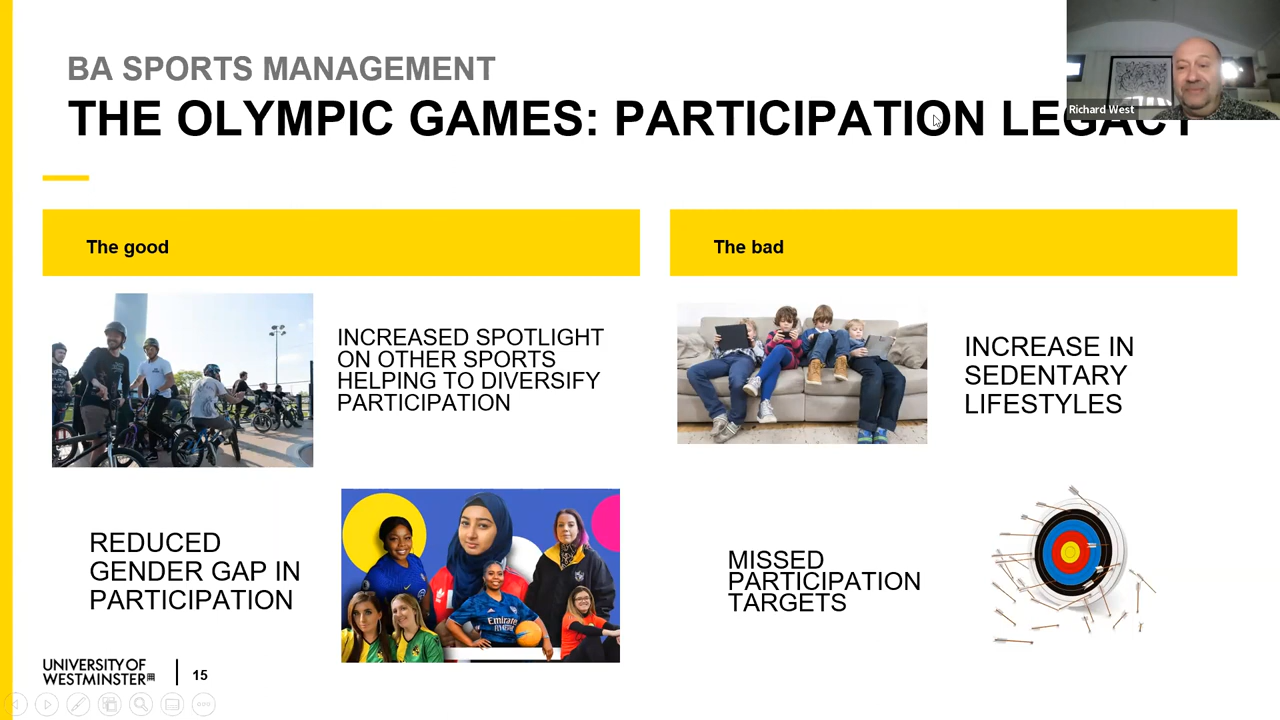 BA SPORTS MANAGEMENT
THE OLYMPIC GAMES: PARTICIPATION LEGACY
Richard West
The good
The bad
INCREASED SPOTLIGHT
ON OTHER SPORTS
HELPING TO DIVERSIFY
PARTICIPATION
INCREASE IN
SEDENTARY
LIFESTYLES
REDUCED
GENDER GAP IN
PARTICIPATION
Emirates
MISSED
PARTICIPATION
TARGETS
UNIVERSITY OF
WESTMINSTER
15